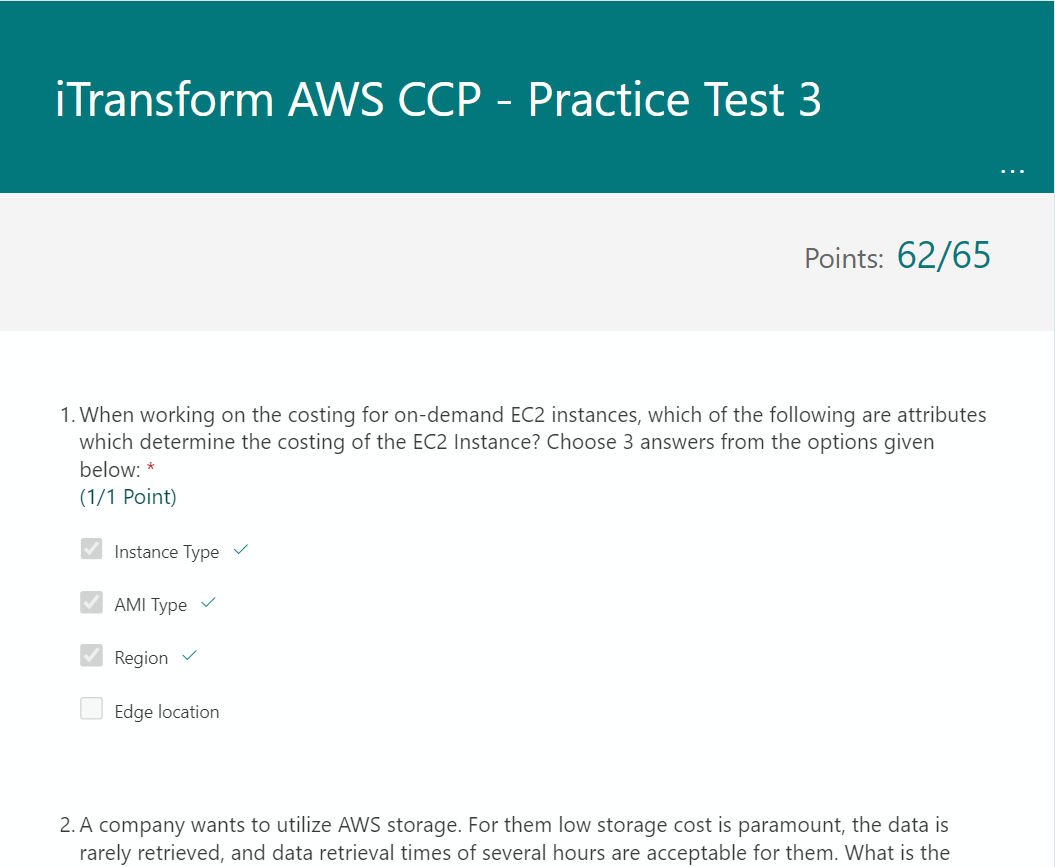 iTransform AWS CCP - Practice Test 3
...
Points: 62/65
1. When working on the costing for on-demand EC2 instances, which of the following are attributes
which determine the costing of the EC2 Instance? Choose 3 answers from the options given
below: *
(1/1 Point)
Instance Type
AMI Type
Region
Edge location
2. A company wants to utilize AWS storage. For them low storage cost is paramount, the data is
rarely retrieved, and data retrieval times of several hours are acceptable for them. What is the